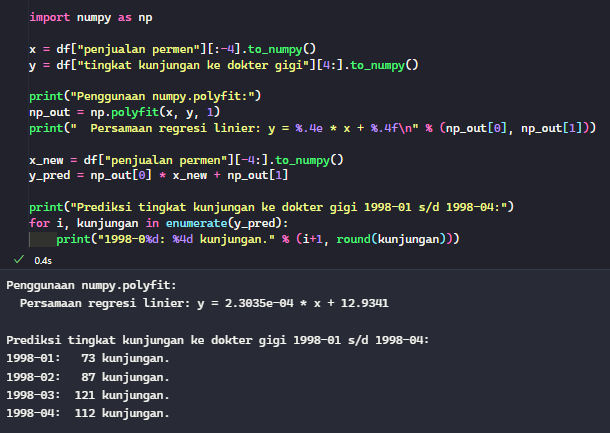 import numpy as np
x = df["penjualan permen"][:-4].to_numpy()
y = df["tingkat kunjungan ke dokter gigi"][4:].to_numpy()
print("Penggunaan numpy.polyfit:")
np_out = np.polyfit(x, y, 1)
print("  Persamaan regresi linier: y = %.4e * x + %.4f\n" % (np_out[0], np_out[1]))
x_new = df["penjualan permen"][-4:].to_numpy()
y_pred = np_out[0] * x_new + np_out[1]
print("Prediksi tingkat kunjungan ke dokter gigi 1998-01 s/d 1998-04:")
for i, kunjungan in enumerate(y_pred):
    print("1998-0%d: %4d kunjungan." % (i+1, round(kunjungan)))
0.4s
Penggunaan numpy.polyfit:
  Persamaan regresi linier: y = 2.3035e-04 * x + 12.9341
Prediksi tingkat kunjungan ke dokter gigi 1998-01 s/d 1998-04:
1998-01:   73 kunjungan.
1998-02:   87 kunjungan.
1998-03:  121 kunjungan.
1998-04:  112 kunjungan.